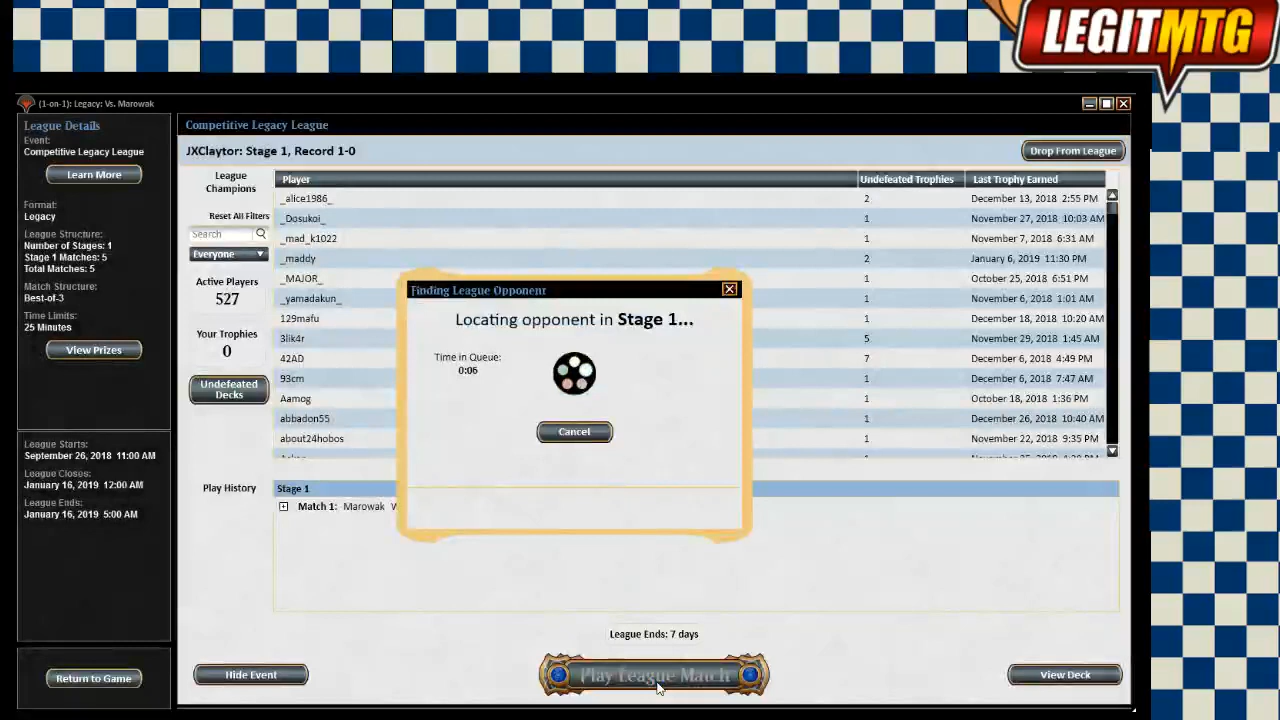 LEGITMTG
(1-on-1): Legacy: Vs. Marowak
League Details
Event:
Competitive Legacy League
Learn More
Format:
Legacy
League Structure:
Number of Stages: 1
Stage 1 Matches: 5
Total Matches: 5
Match Structure:
Best-of-3
Time Limits:
25 Minutes
View Prizes
League Starts:
September 26, 2018 11:00 AM
League Closes:
January 16, 2019 12:00 AM
League Ends:
January 16, 2019 5:00 AM
Return to Game
Competitive Legacy League
JXClaytor: Stage 1, Record 1-0
Drop From League
League Champions
Reset All Filters
Search
Everyone
Active Players
527
Your Trophies
0
Undefeated Decks
Player Undefeated Trophies Last Trophy Earned
_alice1986_ 2 December 13, 2018 2:55 PM
_Dosukoi_ 1 November 27, 2018 10:03 AM
_mad_k1022 1 November 7, 2018 6:31 AM
_maddy 2 January 6, 2019 11:30 PM
_MAJOR_ 1 October 25, 2018 6:51 PM
_yamadakun_ 1 November 6, 2018 1:01 AM
129mafu 1 December 18, 2018 10:20 AM
3lik4r 5 November 29, 2018 1:45 AM
42AD 7 December 6, 2018 4:49 PM
93cm 1 December 6, 2018 7:47 AM
Aamog 1 October 18, 2018 1:36 PM
abbadon55 1 December 26, 2018 10:40 AM
about24hobos 1 November 22, 2018 9:35 PM
Finding League Opponent
Locating opponent in Stage 1...
Time in Queue:
0:06
Cancel
Play History
Stage 1
Match 1: Marowak W
League Ends: 7 days
Hide Event
Play League Match
View Deck